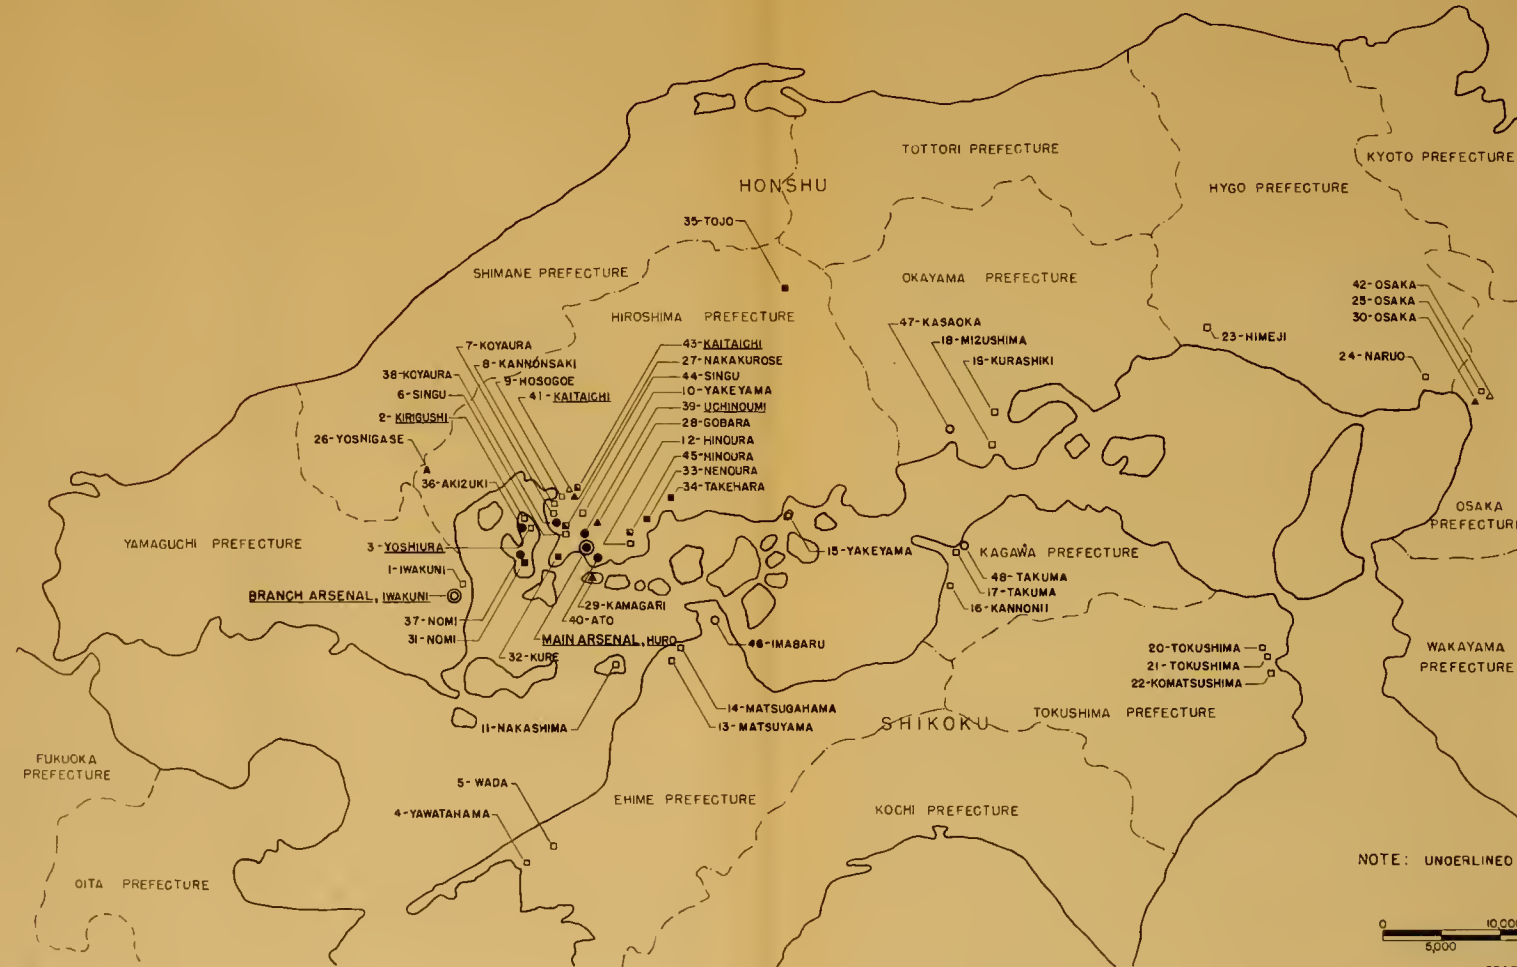 TOTTORI PREFECTURE
KYOTO PREFECTURE
HONSHU
HYGO PREFECTURE
35-TOJO
SHIMANE PREFECTURE
OKAYAMA PREFECTURE
42-OSAKA
25-OSAKA
30-OSAKA
HIROSHIMA PREFECTURE
47-KASAOKA
18-MIZUSHIMA
19-KURASHIKI
23-HIMEJI
24-NARUO
7-KOYAURA
8-KANNONSAKI
38-KOYAURA
9-HOSOGOE
6-SINGU
41-KAITAICHI
2-KIRIGUSHI
26-YOSHIGASE
36-AKIZUKI
43-KAITAICHI
27-NAKAKUROSE
44-SINGU
10-YAKEYAMA
39-UCHINOUMI
28-GOBARA
12-HINOURA
45-HINOURA
33-NENOURA
34-TAKEHARA
OSAKA
PREFECTURE
YAMAGUCHI PREFECTURE
3-YOSHIURA
1-IWAKUNI
BRANCH ARSENAL, IWAKUNI
37-NOMI
31-NOMI
15-YAKEYAMA
KAGAWA PREFECTURE
48-TAKUMA
17-TAKUMA
16-KANNONJI
29-KAMAGARI
40-ATO
MAIN ARSENAL, HURO
32-KURE
46-IMABARU
20-TOKUSHIMA
21-TOKUSHIMA
22-KOMATSUSHIMA
WAKAYAMA
PREFECTURE
11-NAKASHIMA
14-MATSUGAHAMA
13-MATSUYAMA
SHIKOKU
TOKUSHIMA PREFECTURE
FUKUOKA
PREFECTURE
5-WADA
4-YAWATAHAMA
EHIME PREFECTURE
KOCHI PREFECTURE
OITA PREFECTURE
NOTE: UNDERLINED
0 10,000
5,000